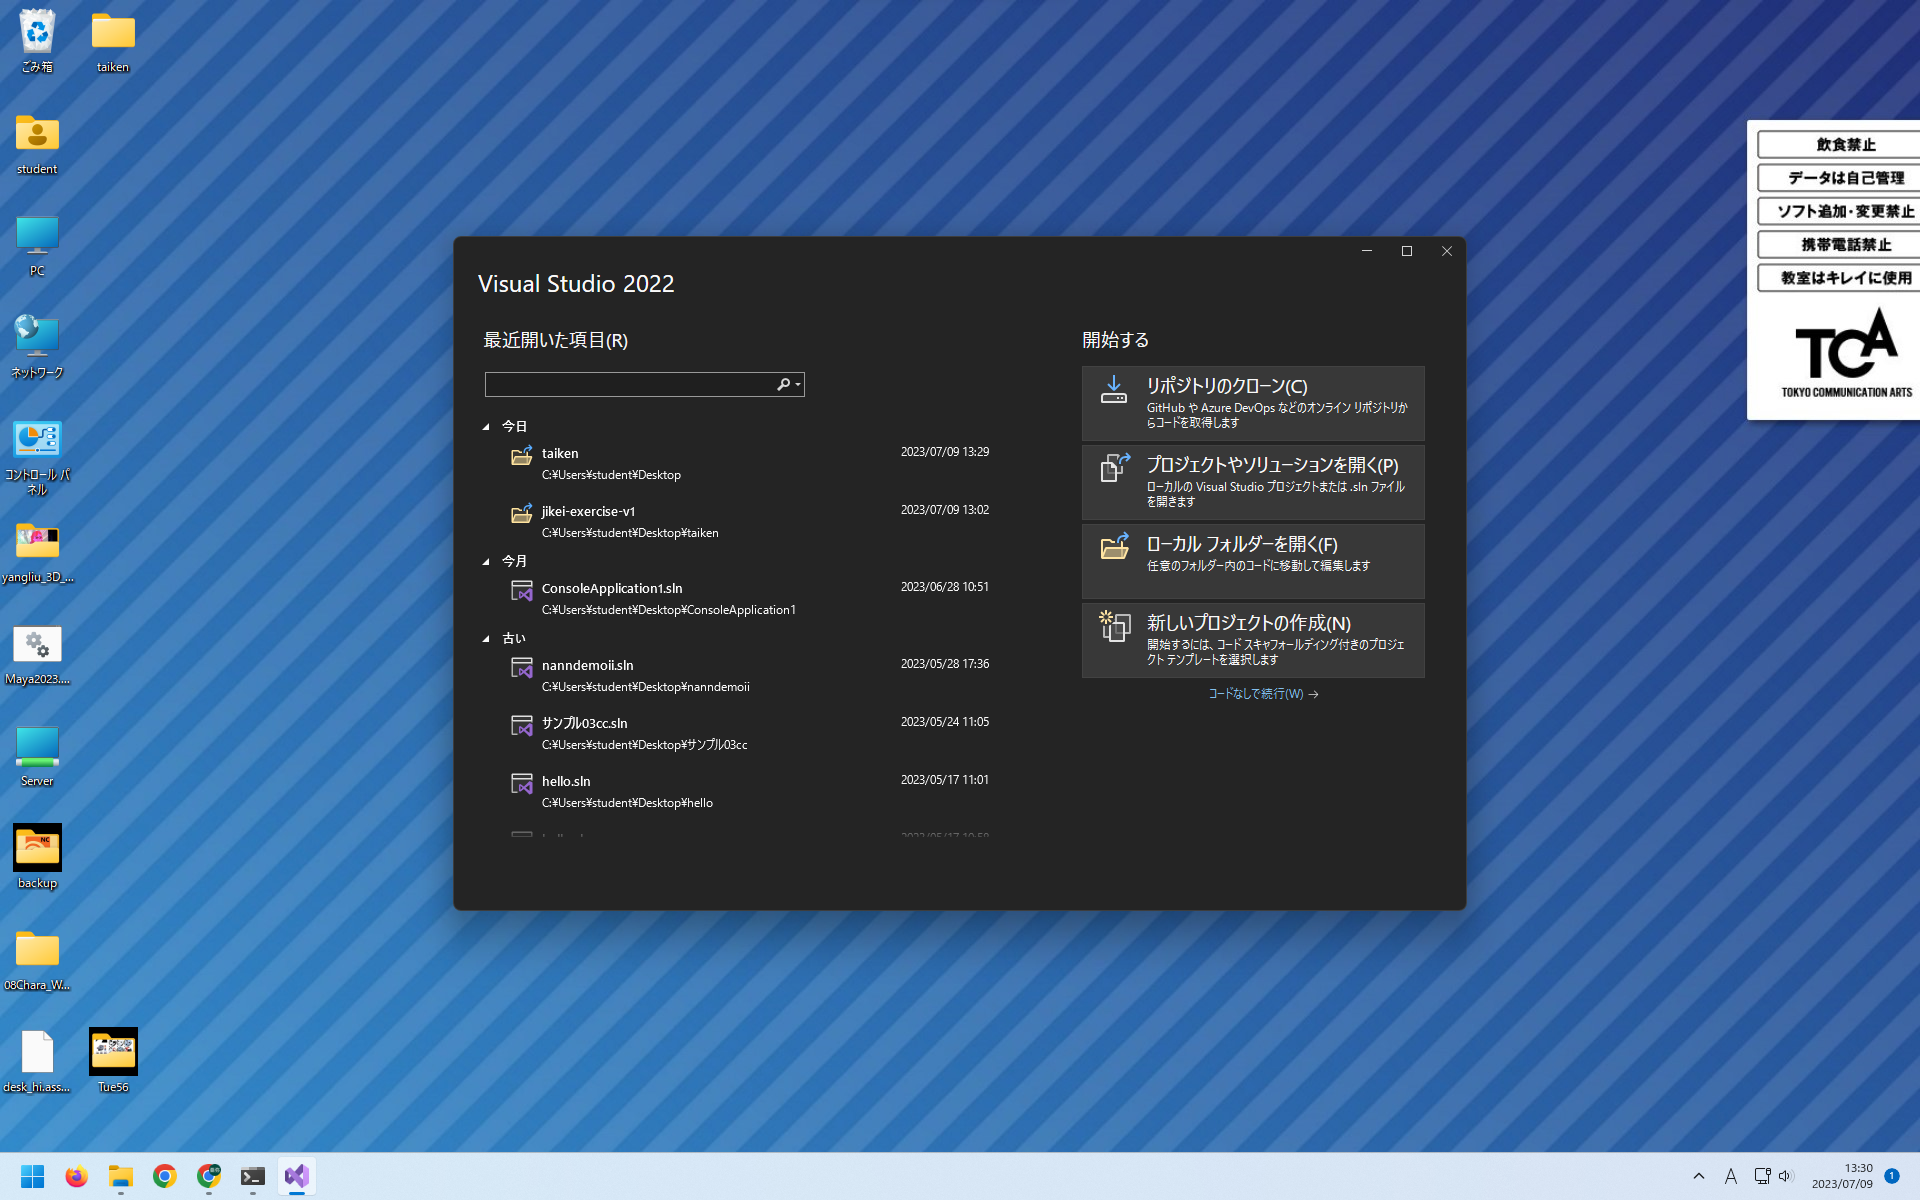 ごみ箱
taiken
student
PC
ネットワーク
コントロール パ
ネル
yangliu_3D_...
Maya2023....
Server
backup
08Chara_W...
desk_hi.ass...
Tue56
Visual Studio 2022
最近開いた項目(R)
今日
taiken
2023/07/09 13:29
C:¥Users¥student¥Desktop
jikei-exercise-v1
2023/07/09 13:02
C:¥Users¥student¥Desktop¥taiken
今月
ConsoleApplication1.sln
2023/06/28 10:51
C:¥Users¥student¥Desktop¥ConsoleApplication1
古い
nanndemoii.sln
2023/05/28 17:36
C:¥Users¥student¥Desktop¥nanndemoii
サンプル03cc.sln
2023/05/24 11:05
C:¥Users¥student¥Desktop¥サンプル03cc
hello.sln
2023/05/17 11:01
C:¥Users¥student¥Desktop¥hello
開始する
リポジトリのクローン(C)
GitHub や Azure DevOps などのオンライン リポジトリか
らコードを取得します
プロジェクトやソリューションを開く(P)
ローカルの Visual Studio プロジェクトまたは .sln ファイル
を開きます
ローカル フォルダーを開く(F)
任意のフォルダー内のコードに移動して編集します
新しいプロジェクトの作成(N)
開始するには、コード スキャフォールディング付きのプロジェ
クト テンプレートを選択します
コードなしで続行(W) →
飲食禁止
データは自己管理
ソフト追加・変更禁止
携帯電話禁止
教室はキレイに使用
TCA
TOKYO COMMUNICATION ARTS
A
13:30
2023/07/09
1